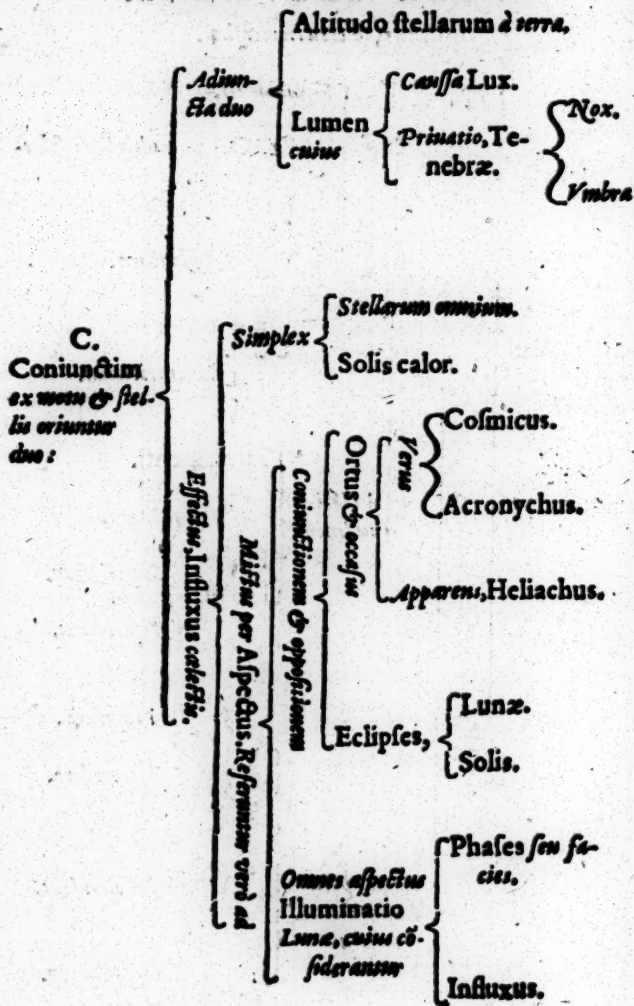 Altitudo ſtellarum à terra.
Adiun-
cta duo
Lumen
cuius
Cauſſa Lux.
Priuatio, Te-
nebræ.
Nox.
Vmbra
C.
Coniunctim
ex motu & ſtel-
lis oriuntur
duo:
Effectus, Influxus cæleſtis.
Simplex
Stellarum omnium.
Solis calor.
Miſtus per Aſpectus. Referuntur verò ad
Coniunctionem & oppoſitionem
Ortus & occaſus
Verus
Coſmicus.
Acronychus.
Apparens, Heliachus.
Eclipſes,
Lunæ.
Solis.
Omnes aſpectus
Illuminatio
Lunæ, cuius cõ-
ſiderantur
Phaſes ſeu fa-
cies.
Influxus.